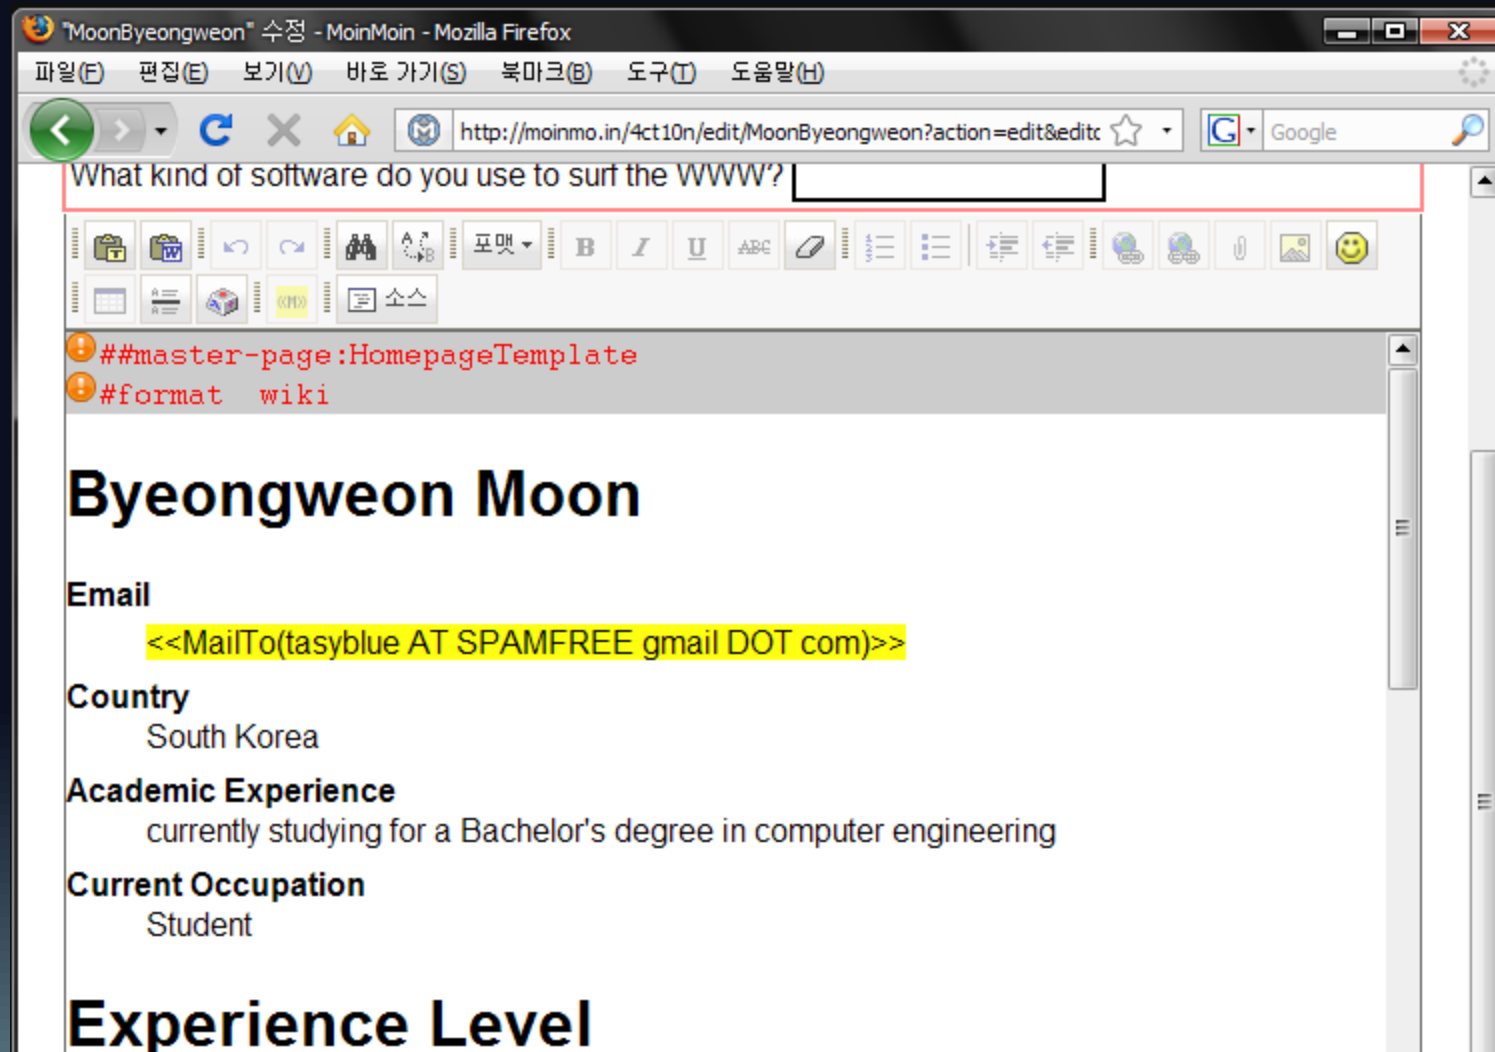 "MoonByeongweon" 수정 - MoinMoin - Mozilla Firefox
파일(F) 편집(E) 보기(V) 바로 가기(S) 북마크(B) 도구(T) 도움말(H)
http://moinmo.in/4ct10n/edit/MoonByeongweon?action=edit&editc G Google
What kind of software do you use to surf the WWW?
포맷 B I U ABC
소스
##master-page:HomepageTemplate
#format wiki
Byeongweon Moon
Email
<<MailTo(tasyblue AT SPAMFREE gmail DOT com)>>
Country
South Korea
Academic Experience
currently studying for a Bachelor's degree in computer engineering
Current Occupation
Student
Experience Level